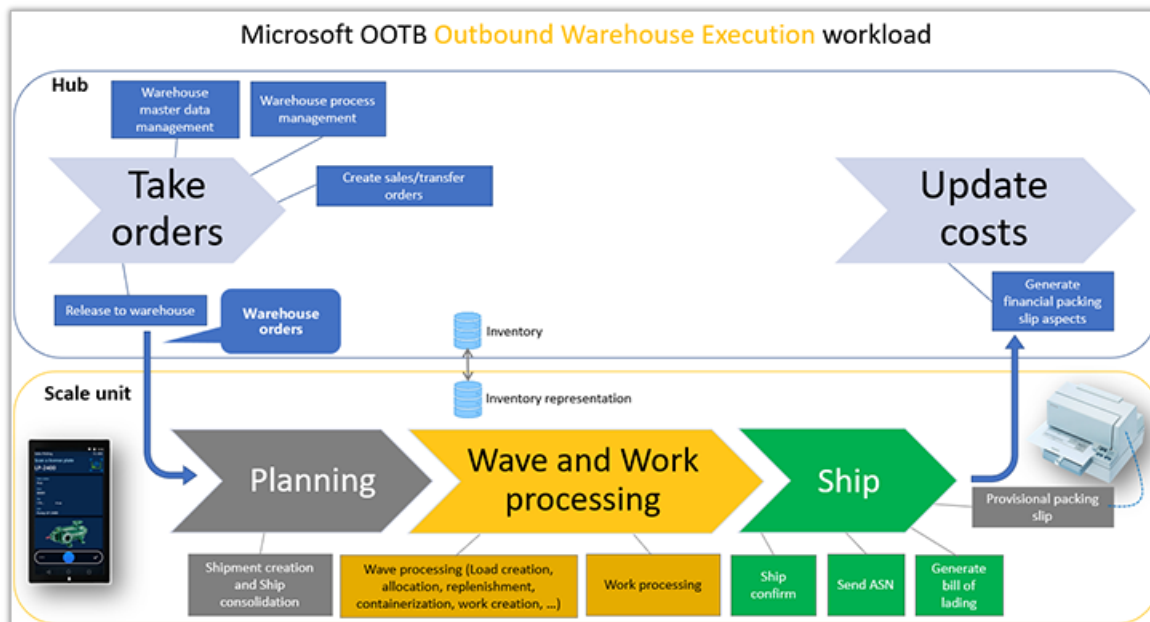 Microsoft OOTB Outbound Warehouse Execution workload
Hub
Warehouse
master data
management
Warehouse process
management
Create sales/transfer
orders
Take
orders
Update
costs
Release to warehouse
Warehouse
orders
Generate
financial packing
slip aspects
Inventory
Inventory representation
Scale unit
LP-2400
Planning
Wave and Work
processing
Ship
Provisional packing
slip
Shipment creation
and Ship
consolidation
Wave processing (Load creation,
allocation, replenishment,
containerization, work creation, ...)
Work processing
Ship
confirm
Send ASN
Generate
bill of
lading